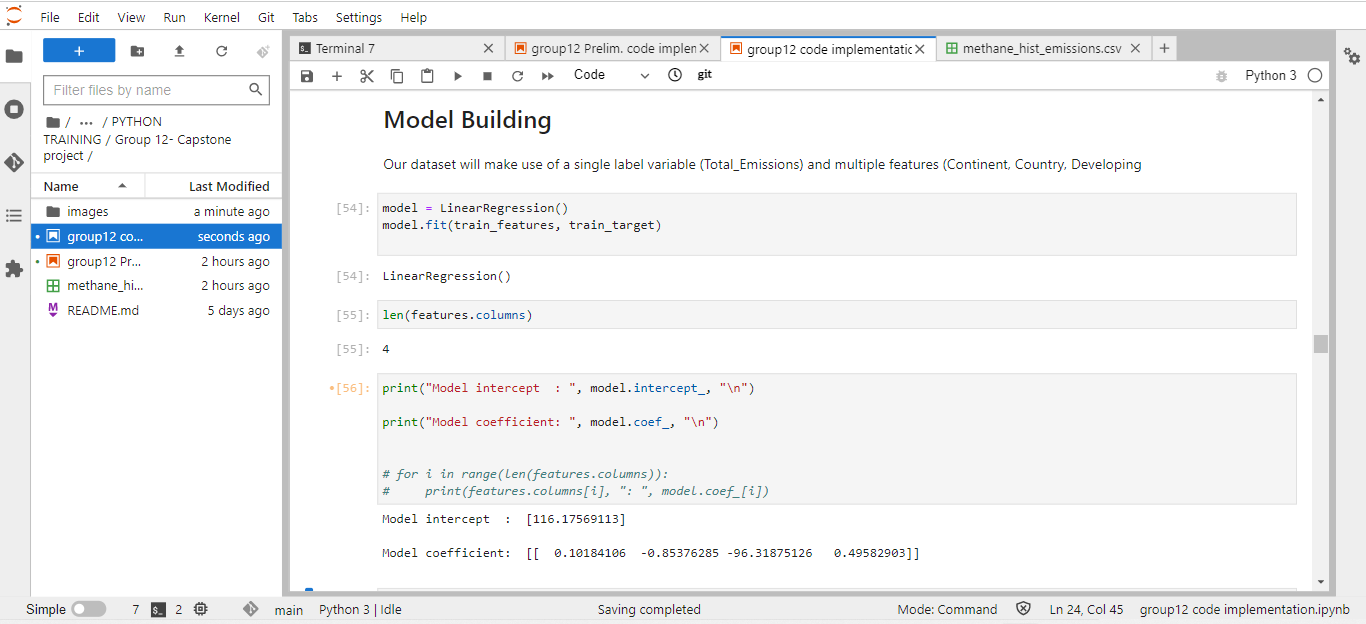 File Edit View Run Kernel Git Tabs Settings Help
Terminal 7
group12 Prelim. code implen
group12 code implementatic
methane_hist_emissions.csv
Code
git
Python 3
Filter files by name
/ ... / PYTHON
TRAINING / Group 12- Capstone
project /
Name Last Modified
images a minute ago
group12 co... seconds ago
group12 Pr... 2 hours ago
methane_hi... 2 hours ago
README.md 5 days ago
Model Building
Our dataset will make use of a single label variable (Total_Emissions) and multiple features (Continent, Country, Developing
[54]: model = LinearRegression()
model.fit(train_features, train_target)
[54]: LinearRegression()
[55]: len(features.columns)
[55]: 4
[56]: print("Model intercept  : ", model.intercept_, "\n")
print("Model coefficient: ", model.coef_, "\n")
# for i in range(len(features.columns)):
#     print(features.columns[i], ": ", model.coef_[i])
Model intercept  :  [116.17569113]
Model coefficient:  [[  0.10184106  -0.85376285 -96.31875126   0.49582903]]
Simple 7 $_ 2 main Python 3 | Idle Saving completed Mode: Command Ln 24, Col 45 group12 code implementation.ipynb